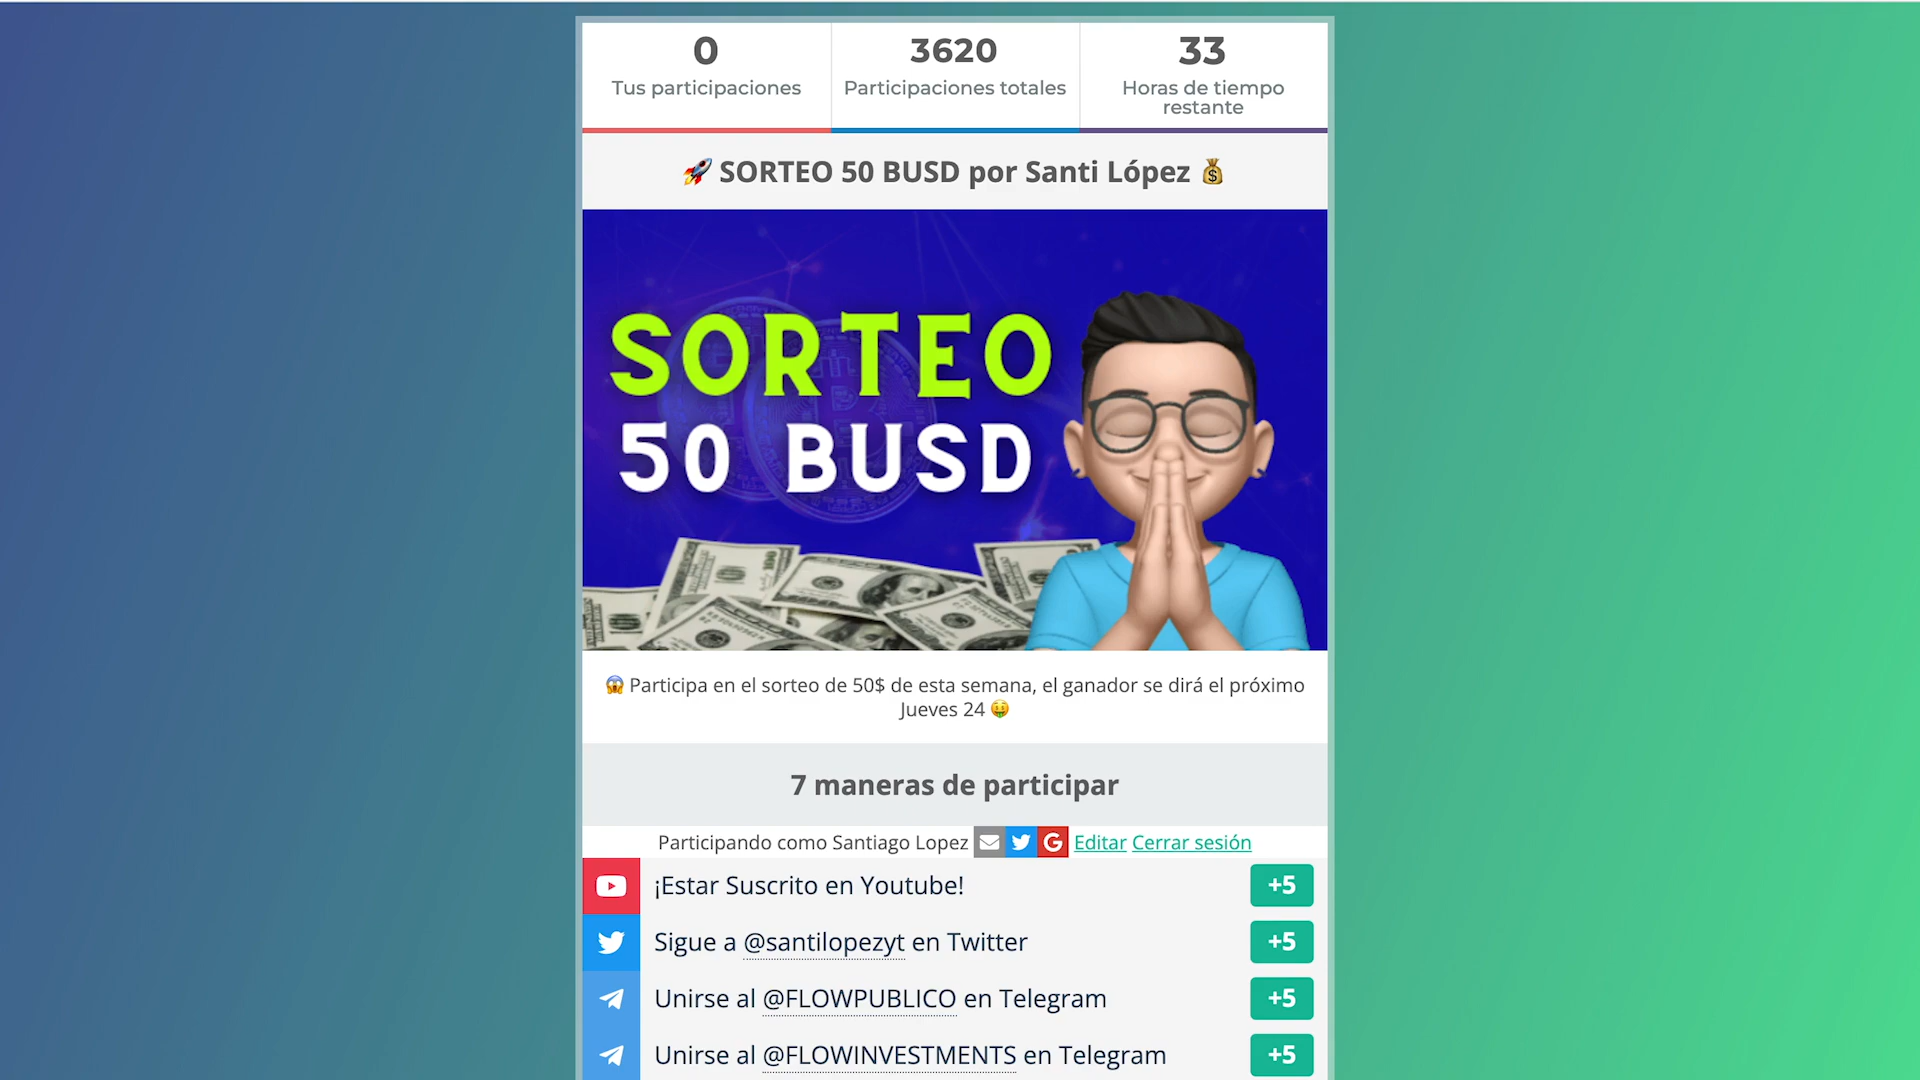 0
Tus participaciones
3620
Participaciones totales
33
Horas de tiempo
restante
🚀 SORTEO 50 BUSD por Santi López 💰
SORTEO
50 BUSD
😱 Participa en el sorteo de 50$ de esta semana, el ganador se dirá el próximo
Jueves 24 🤑
7 maneras de participar
Participando como Santiago Lopez Editar Cerrar sesión
¡Estar Suscrito en Youtube! +5
Sigue a @santilopezyt en Twitter +5
Unirse al @FLOWPUBLICO en Telegram +5
Unirse al @FLOWINVESTMENTS en Telegram +5